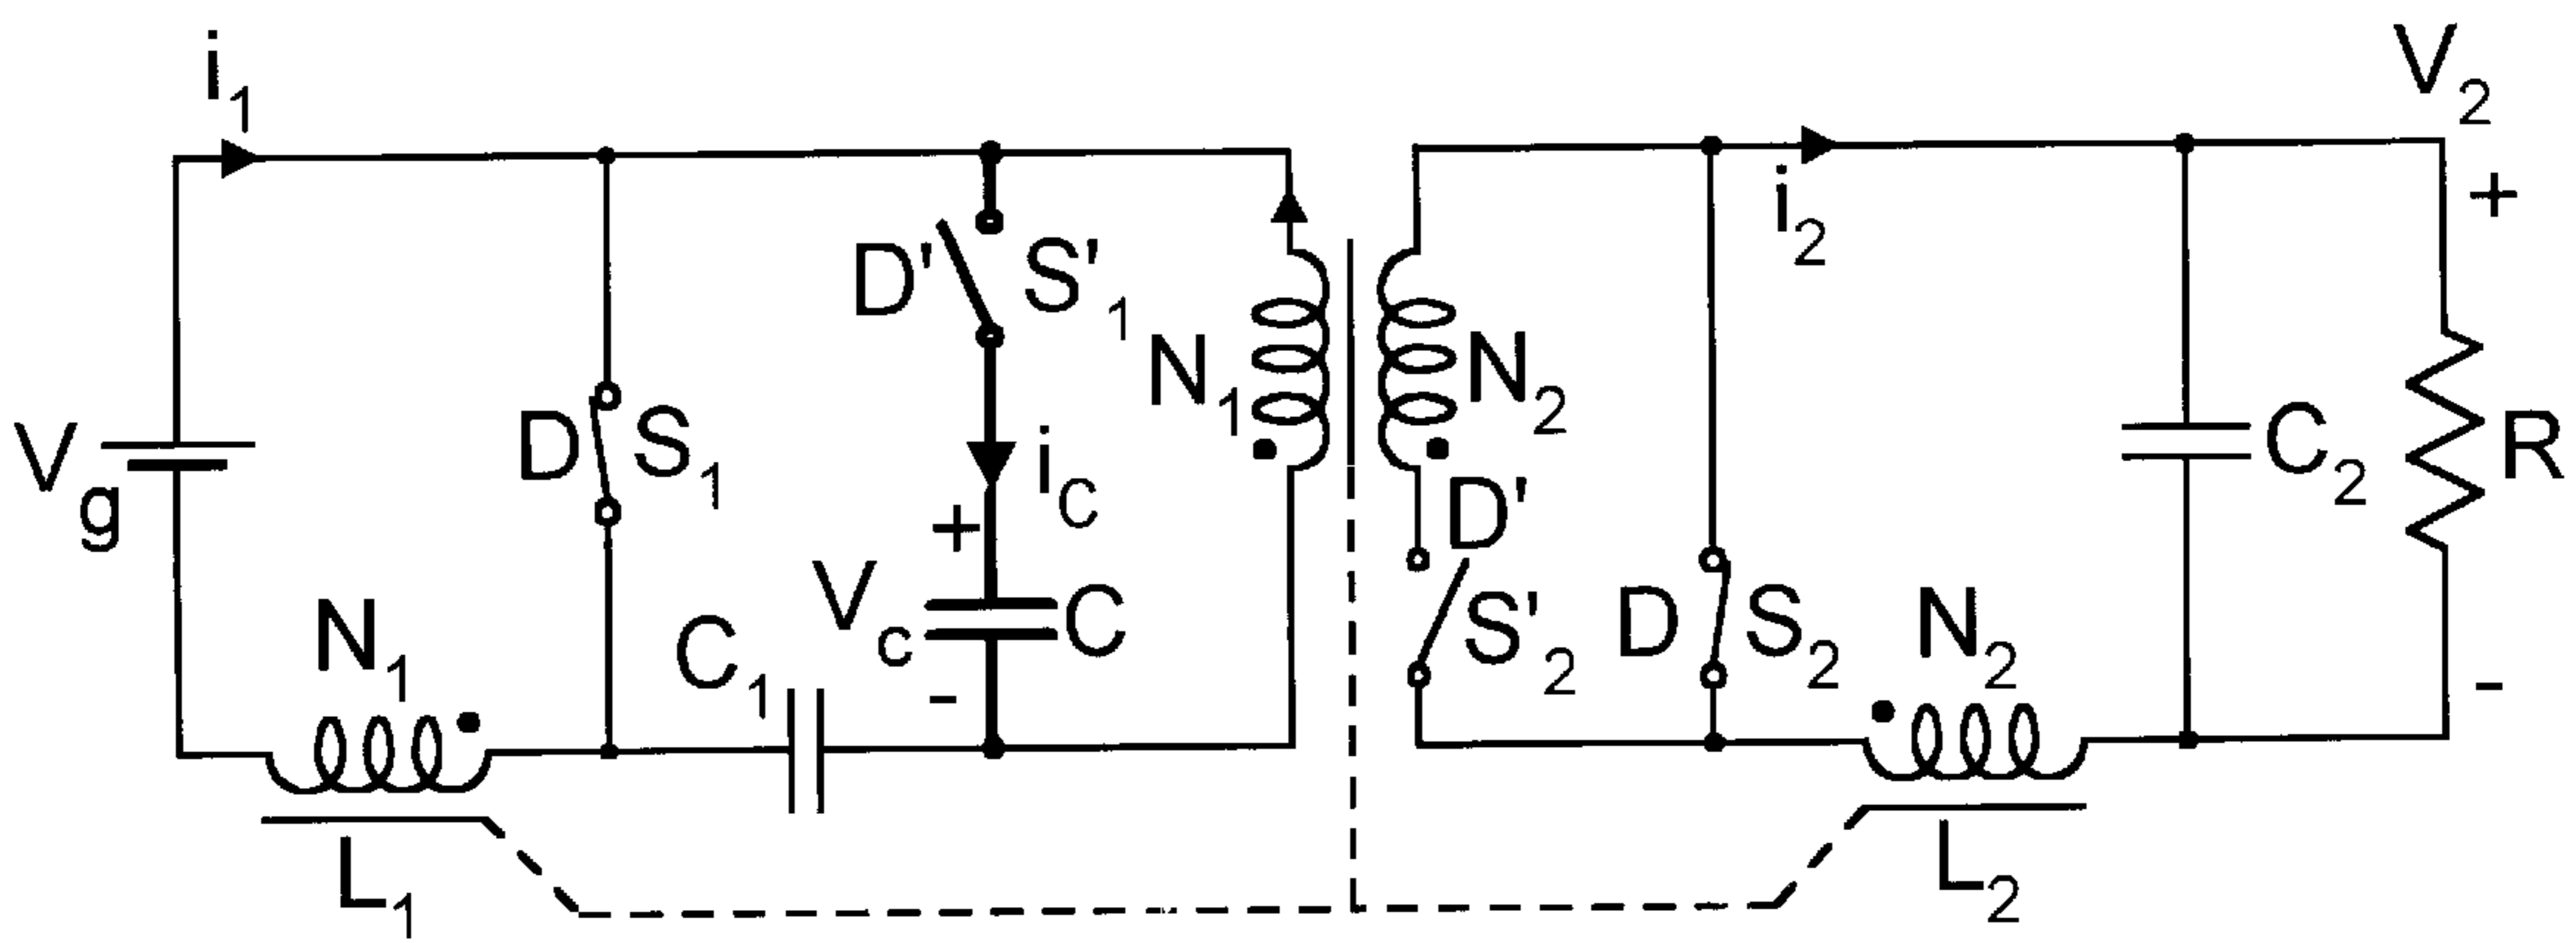 i1
Vg
N1
L1
D S1
D' S'1
iC
+
Vc
C
-
C1
N1
N2
D'
S'2
D S2
i2
N2
L2
C2
V2
+
R
-